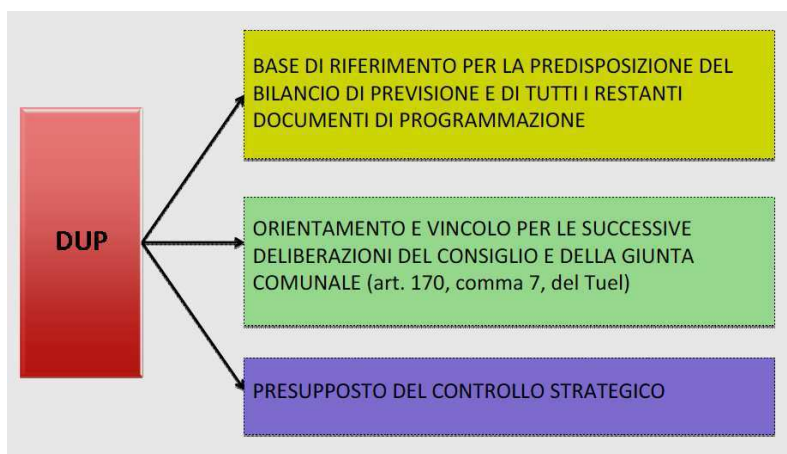 DUP
BASE DI RIFERIMENTO PER LA PREDISPOSIZIONE DEL
BILANCIO DI PREVISIONE E DI TUTTI I RESTANTI
DOCUMENTI DI PROGRAMMAZIONE
ORIENTAMENTO E VINCOLO PER LE SUCCESSIVE
DELIBERAZIONI DEL CONSIGLIO E DELLA GIUNTA
COMUNALE (art. 170, comma 7, del Tuel)
PRESUPPOSTO DEL CONTROLLO STRATEGICO